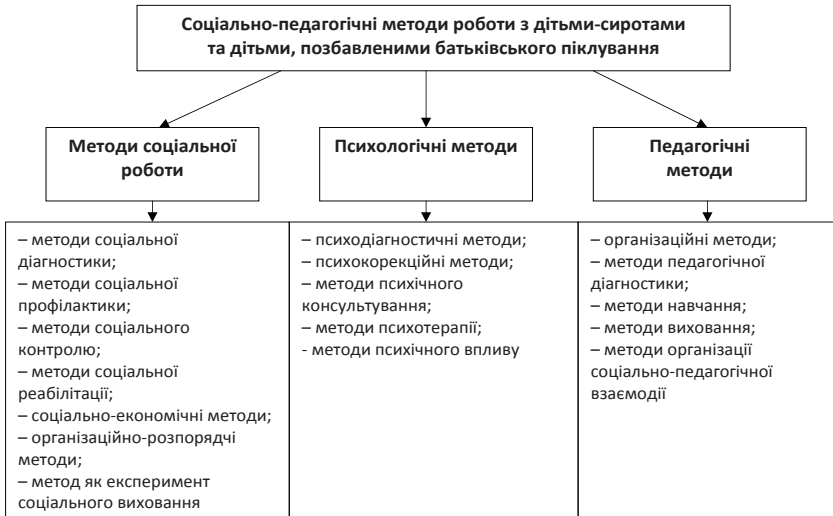 Соціально-педагогічні методи роботи з дітьми-сиротами
та дітьми, позбавленими батьківського піклування
Методи соціальної
роботи
Психологічні методи
Педагогічні
методи
– методи соціальної
діагностики;
– методи соціальної
профілактики;
– методи соціального
контролю;
– методи соціальної
реабілітації;
– соціально-економічні методи;
– організаційно-розпорядчі
методи;
– метод як експеримент
соціального виховання
– психодіагностичні методи;
– психокорекційні методи;
– методи психічного
консультування;
– методи психотерапії;
- методи психічного впливу
– організаційні методи;
– методи педагогічної
діагностики;
– методи навчання;
– методи виховання;
– методи організації
соціально-педагогічної
взаємодії